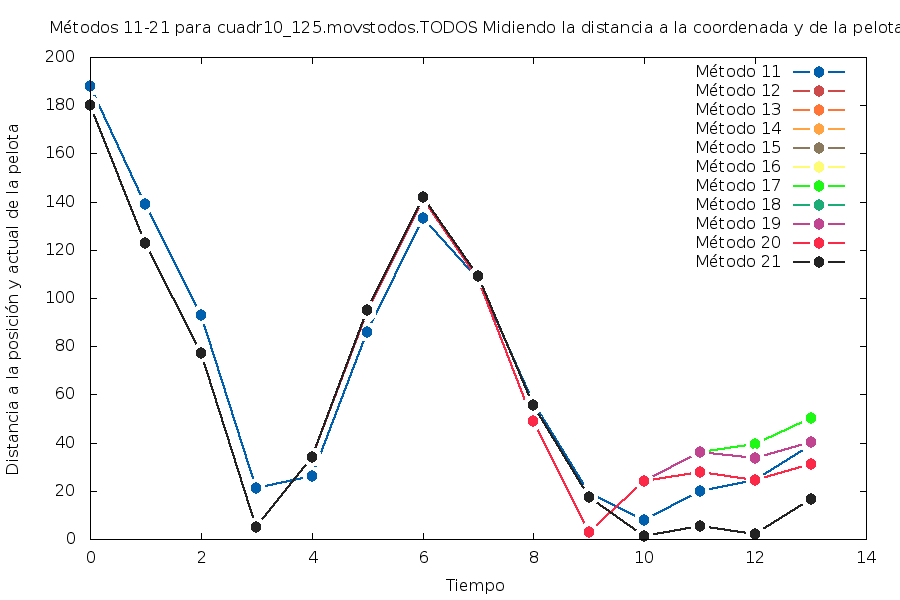 Métodos 11-21 para cuadr10_125.movstodos.TODOS Midiendo la distancia a la coordenada y de la pelota
Distancia a la posición y actual de la pelota
200
180
160
140
120
100
80
60
40
20
0
Método 11
Método 12
Método 13
Método 14
Método 15
Método 16
Método 17
Método 18
Método 19
Método 20
Método 21
0 2 4 6 8 10 12 14
Tiempo